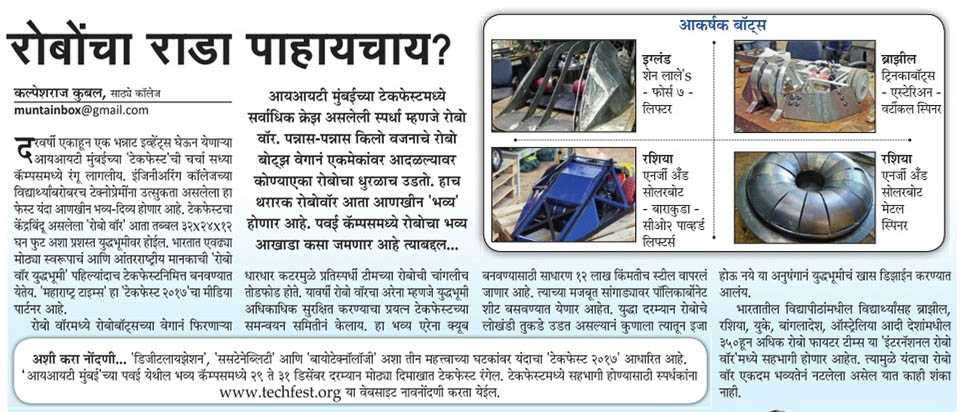 रोबोंचा राडा पाहायचाय?
कल्पेशराज कुबल, साठ्ये कॉलेज
muntainbox@gmail.com
दरवर्षी एकाहून एक भन्नाट इव्हेंट्स घेऊन येणाऱ्या
आयआयटी मुंबईच्या 'टेकफेस्ट'ची चर्चा सध्या
कॅम्पसमध्ये रंगू लागलीय. इंजिनीअरिंग कॉलेजच्या
विद्यार्थ्यांबरोबरच टेक्नोप्रेमींना उत्सुकता असलेला हा
फेस्ट यंदा आणखीन भव्य-दिव्य होणार आहे. टेकफेस्टचा
केंद्रबिंदू असलेला 'रोबो वॉर' आता तब्बल ३२x२४x१२
घन फुट अशा प्रशस्त युद्धभूमीवर होईल. भारतात एवढ्या
मोठ्या स्वरूपाचं आणि आंतरराष्ट्रीय मानकाची 'रोबो
वॉर युद्धभूमी' पहिल्यांदाच टेकफेस्टनिमित्त बनवण्यात
येतेय. 'महाराष्ट्र टाइम्स' हा 'टेकफेस्ट २०१७'चा मीडिया
पार्टनर आहे.
रोबो वॉरमध्ये रोबोबॉट्सच्या वेगानं फिरणाऱ्या
आयआयटी मुंबईच्या टेकफेस्टमध्ये
सर्वाधिक क्रेझ असलेली स्पर्धा म्हणजे रोबो
वॉर. पन्नास-पन्नास किलो वजनाचे रोबो
बोट्झ वेगानं एकमेकांवर आदळल्यावर
कोण्याएका रोबोचा धुरळाच उडतो. हाच
थरारक रोबोवॉर आता आणखीन 'भव्य'
होणार आहे. पवई कॅम्पसमध्ये रोबोचा भव्य
आखाडा कसा जमणार आहे त्याबद्दल...
धारधार कटरमुळे प्रतिस्पर्धी टीमच्या रोबोची चांगलीच
तोडफोड होते. यावर्षी रोबो वॉरचा अरेना म्हणजे युद्धभूमी
अधिकाधिक सुरक्षित करण्याचा प्रयत्न टेकफेस्टच्या
समन्वयन समितीनं केलाय. हा भव्य एरेना क्यूब
आकर्षक बॉट्स
इंग्लंड
शेन लाले's
- फोर्स ७ -
लिफ्टर
ब्राझील
ट्रिनकाबॉट्स
- एस्टेरिअन -
वर्टीकल स्पिनर
रशिया
एनर्जी अँड
सोलरबोट
- बाराकुडा -
सीओ२ पावर्ड
लिफ्टर्स
रशिया
एनर्जी अँड
सोलरबोट
मेटल
स्पिनर
बनवण्यासाठी साधारण १२ लाख किंमतीच स्टील वापरलं
जाणार आहे. त्याच्या मजबूत सांगाड्यावर पॉलिकार्बोनेट
शीट बसवण्यात येणार आहेत. युद्धा दरम्यान रोबोचे
लोखंडी तुकडे उडत असल्यानं कुणाला त्यातून इजा
होऊ नये या अनुषंगानं युद्धभूमीचं खास डिझाईन करण्यात
आलंय.
भारतातील विद्यापीठांमधील विद्यार्थ्यांसह ब्राझील,
रशिया, युके, बांगलादेश, ऑस्ट्रेलिया आदी देशांमधील
३५०हून अधिक रोबो फायटर टीम्स या 'इंटरनॅशनल रोबो
वॉर'मध्ये सहभागी होणार आहेत. त्यामुळे यंदाचा रोबो
वॉर एकदम भव्यतेनं नटलेला असेल यात काही शंका
नाही.
अशी करा नोंदणी... 'डिजीटलायझेशन', 'ससटेनेब्लिटी' आणि 'बायोटेक्नॉलॉजी' अशा तीन महत्त्वाच्या घटकांवर यंदाचा 'टेकफेस्ट २०१७' आधारित आहे.
'आयआयटी मुंबई'च्या पवई येथील भव्य कॅम्पसमध्ये २९ ते ३१ डिसेंबर दरम्यान मोठ्या दिमाखात टेकफेस्ट रंगेल. टेकफेस्टमध्ये सहभागी होण्यासाठी स्पर्धकांना
www.techfest.org या वेबसाइट नावनोंदणी करता येईल.